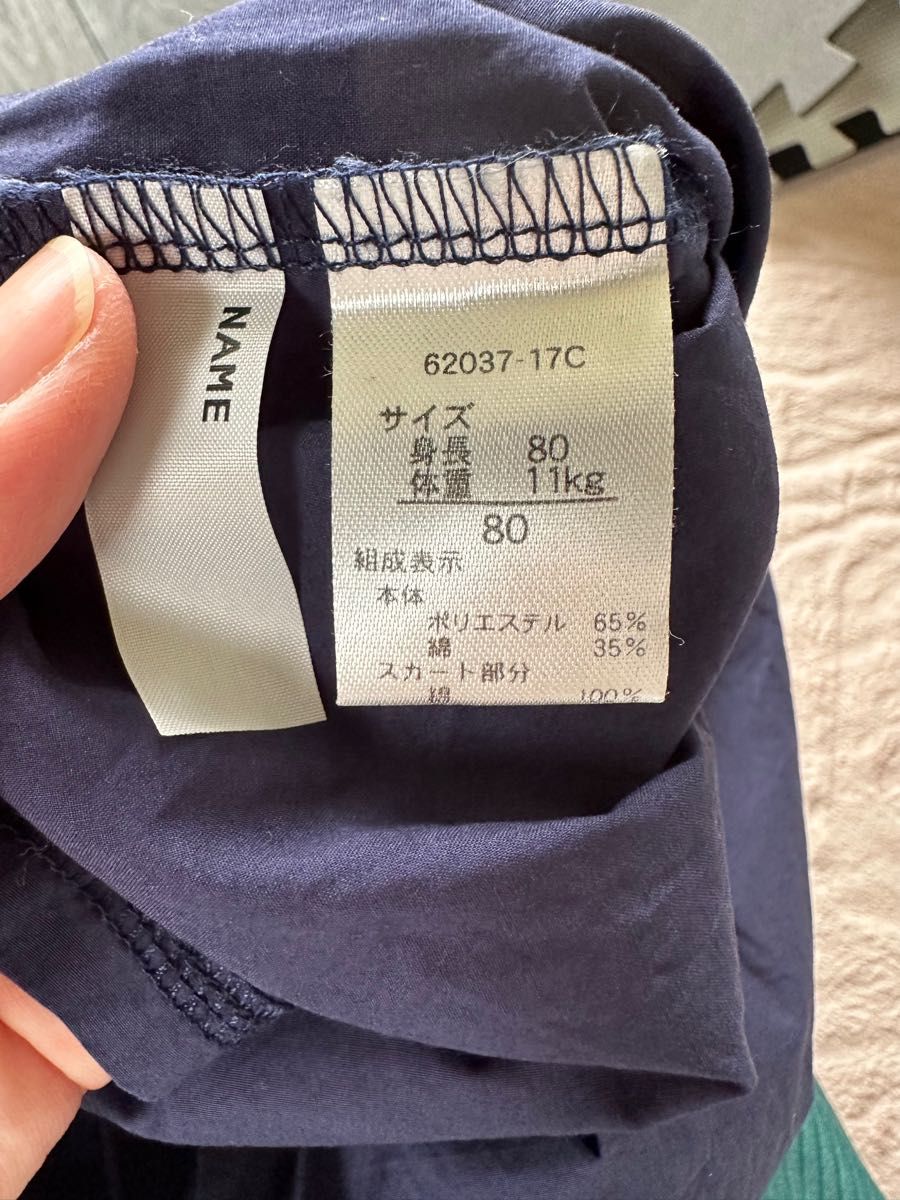 NAME
62037-17C
サイズ
身長 80
体重 11kg
80
組成表示
本体
ポリエステル 65%
綿 35%
スカート部分
綿 100%